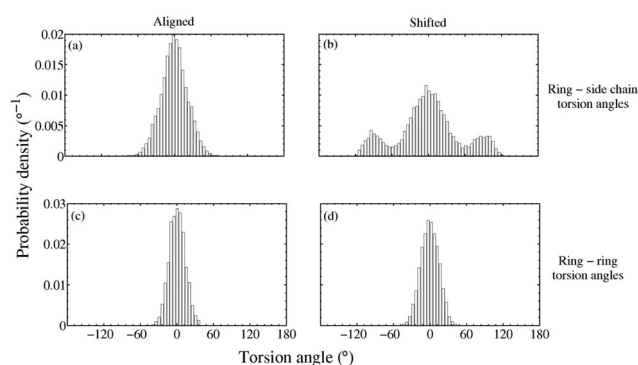 Aligned
Shifted
Probability density (°⁻¹)
(a)
0.02
0.015
0.01
0.005
0
(b)
Ring – side chain
torsion angles
(c)
0.03
0.02
0.01
0
−120 −60 0 60 120 180
(d)
−120 −60 0 60 120 180
Ring – ring
torsion angles
Torsion angle (°)